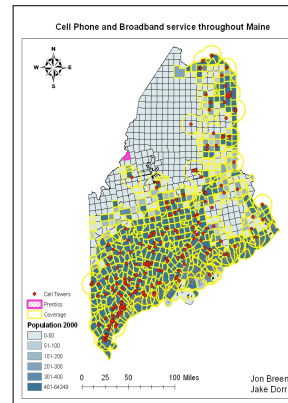 Cell Phone and Broadband service throughout Maine
N
W E
S
Cell Towers
Prentiss
Coverage
Population 2000
0-50
51-100
101-200
201-300
301-400
401-64249
0 25 50 100 Miles
Jon Breen
Jake Dorr